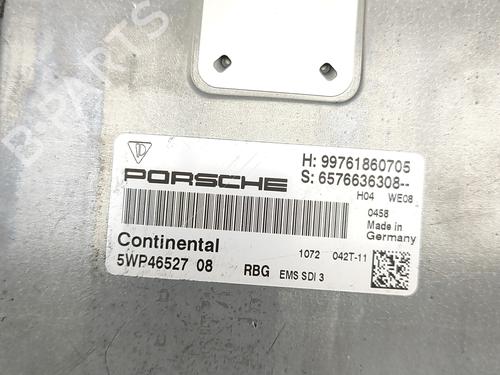 B-PARTS
H: 99761860705
PORSCHE
S: 6576636308--
H04 WE08
0458
Made in
Germany
Continental
1072 042T-11
5WP46527 08 RBG EMS SDI 3